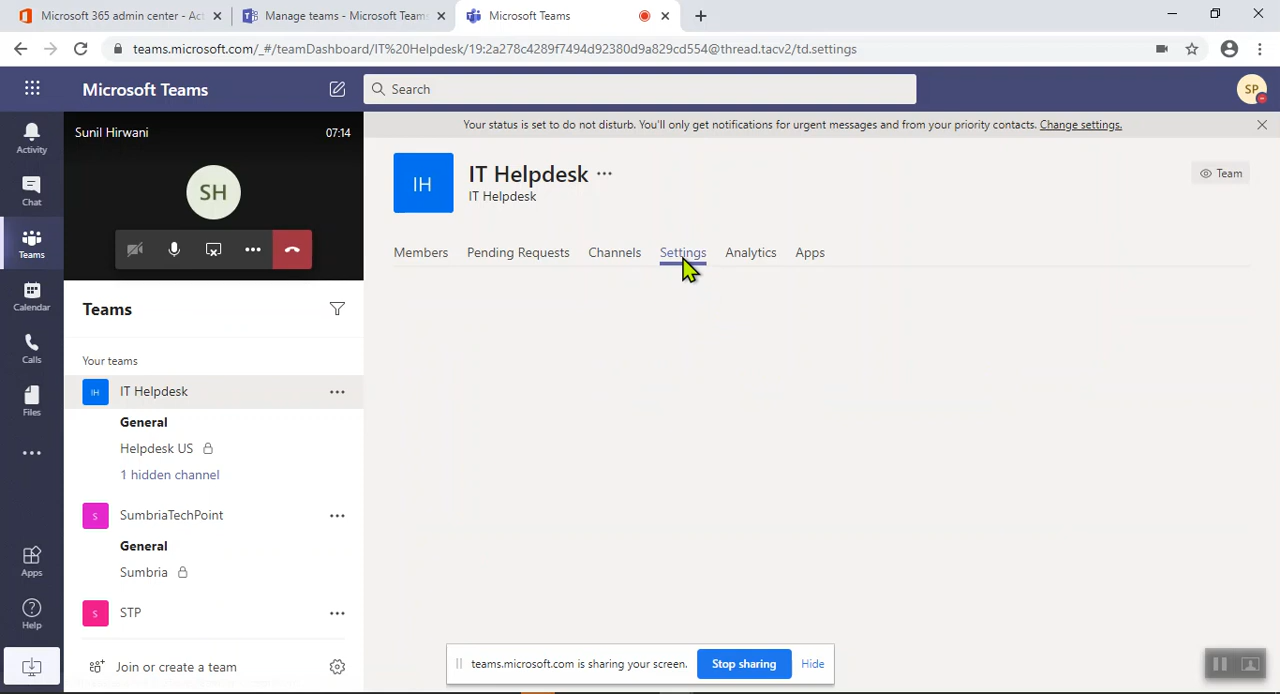 Microsoft 365 admin center - Act
Manage teams - Microsoft Teams
Microsoft Teams
teams.microsoft.com/_#/teamDashboard/IT%20Helpdesk/19:2a278c4289f7494d92380d9a829cd554@thread.tacv2/td.settings
Microsoft Teams
Search
SP
Activity
Chat
Teams
Calendar
Calls
Files
Apps
Help
Sunil Hirwani
07:14
SH
Teams
Your teams
IH
IT Helpdesk
General
Helpdesk US
1 hidden channel
S
SumbriaTechPoint
General
Sumbria
S
STP
Join or create a team
Your status is set to do not disturb. You'll only get notifications for urgent messages and from your priority contacts. Change settings.
IH
IT Helpdesk
IT Helpdesk
Team
Members Pending Requests Channels Settings Analytics Apps
teams.microsoft.com is sharing your screen. Stop sharing Hide